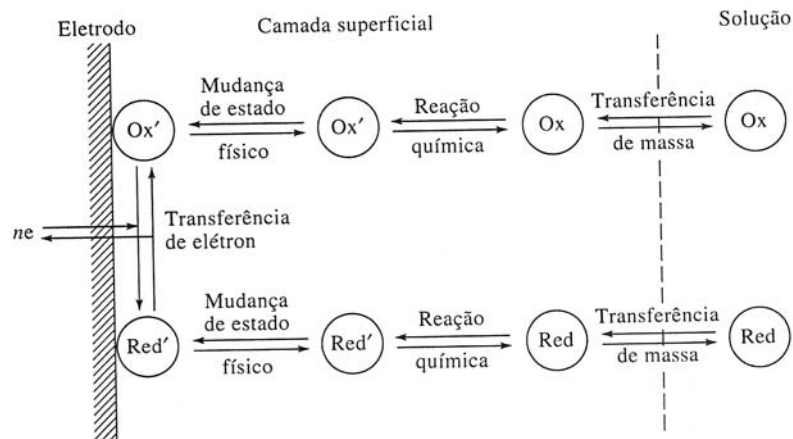 Eletrodo
Camada superficial
Solução
Mudança
de estado
físico
Reação
química
Transferência
de massa
Ox′
Ox′
Ox
Ox
ne
Transferência
de elétron
Mudança
de estado
físico
Reação
química
Transferência
de massa
Red′
Red′
Red
Red